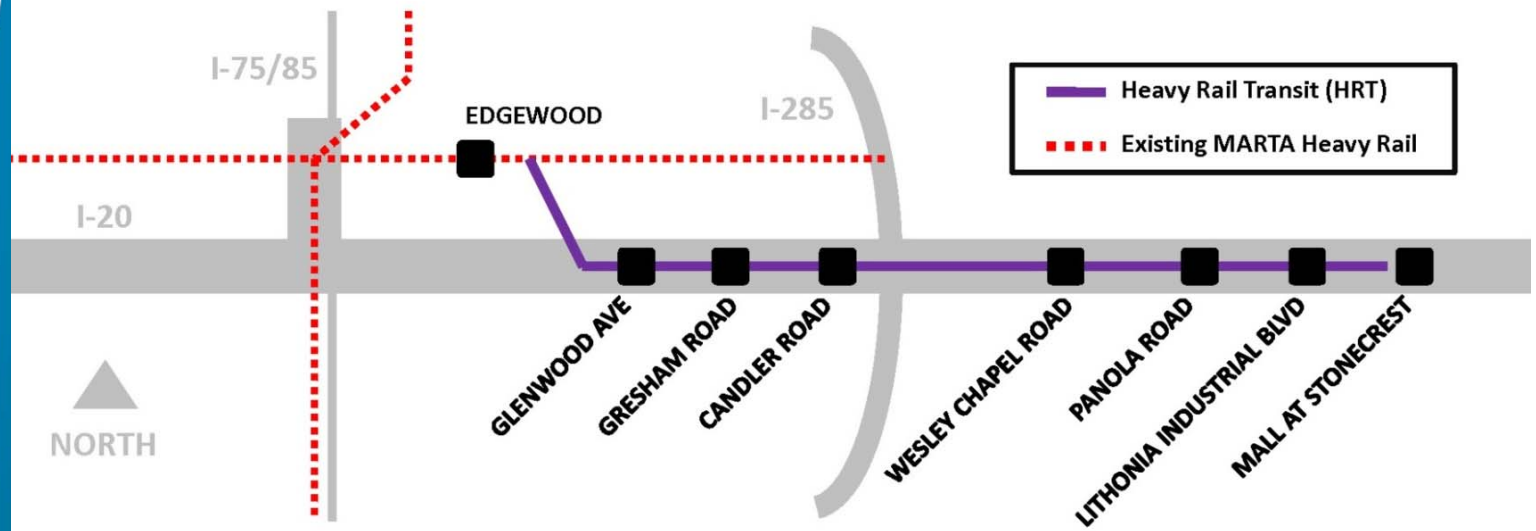 I-75/85
EDGEWOOD
I-285
Heavy Rail Transit (HRT)
Existing MARTA Heavy Rail
I-20
GLENWOOD AVE
GRESHAM ROAD
CANDLER ROAD
WESLEY CHAPEL ROAD
PANOLA ROAD
LITHONIA INDUSTRIAL BLVD
MALL AT STONECREST
NORTH